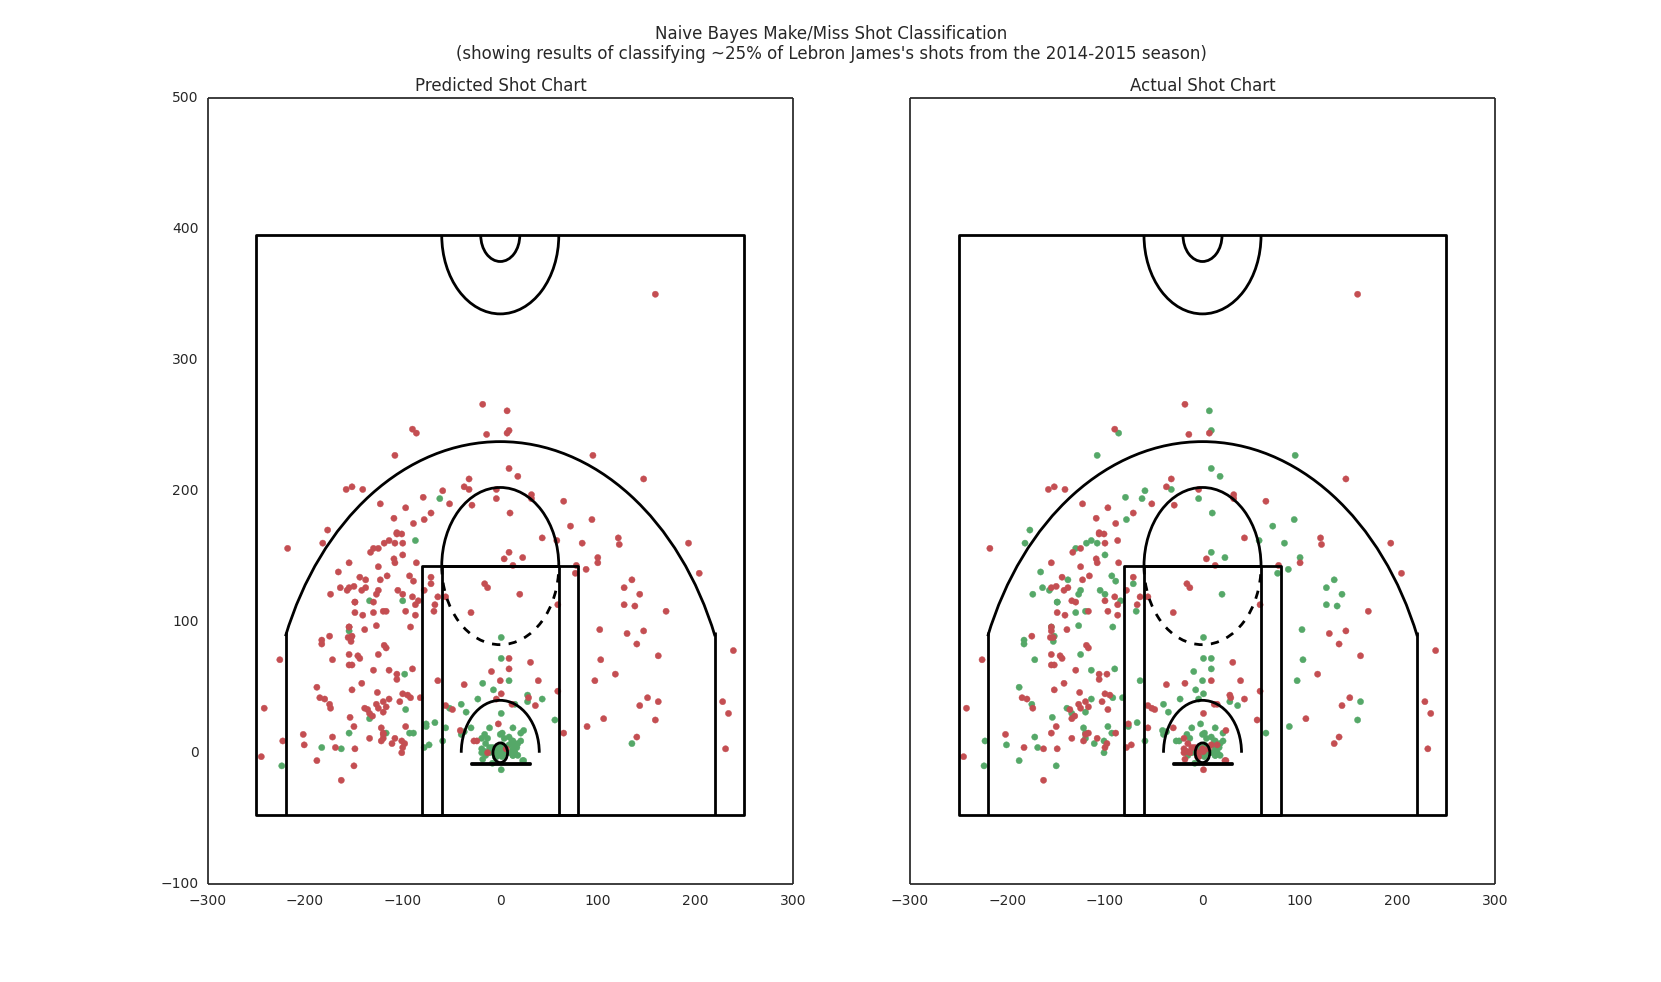 Naive Bayes Make/Miss Shot Classification
(showing results of classifying ~25% of Lebron James's shots from the 2014-2015 season)
Predicted Shot Chart
500
400
300
200
100
0
−100
−300 −200 −100 0 100 200 300
Actual Shot Chart
−300 −200 −100 0 100 200 300